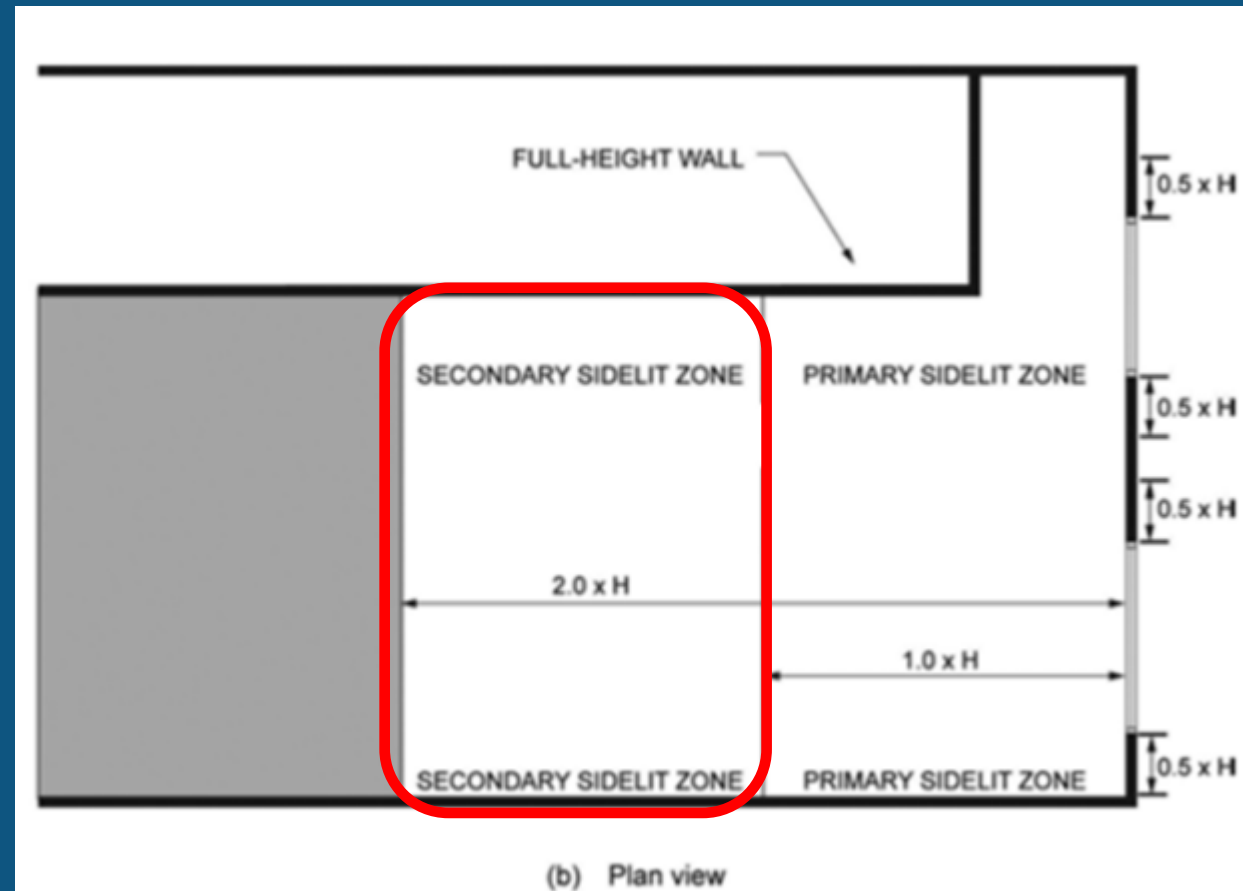 FULL-HEIGHT WALL
0.5 x H
SECONDARY SIDELIT ZONE
PRIMARY SIDELIT ZONE
0.5 x H
0.5 x H
2.0 x H
1.0 x H
SECONDARY SIDELIT ZONE
PRIMARY SIDELIT ZONE
0.5 x H
(b) Plan view